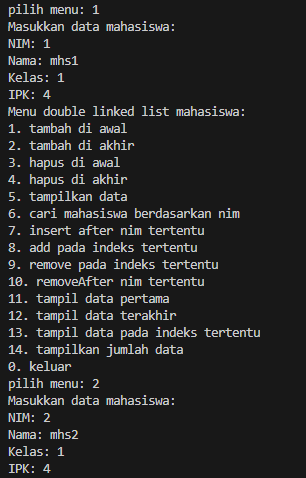 pilih menu: 1
Masukkan data mahasiswa:
NIM: 1
Nama: mhs1
Kelas: 1
IPK: 4
Menu double linked list mahasiswa:
1. tambah di awal
2. tambah di akhir
3. hapus di awal
4. hapus di akhir
5. tampilkan data
6. cari mahasiswa berdasarkan nim
7. insert after nim tertentu
8. add pada indeks tertentu
9. remove pada indeks tertentu
10. removeAfter nim tertentu
11. tampil data pertama
12. tampil data terakhir
13. tampil data pada indeks tertentu
14. tampilkan jumlah data
0. keluar
pilih menu: 2
Masukkan data mahasiswa:
NIM: 2
Nama: mhs2
Kelas: 1
IPK: 4